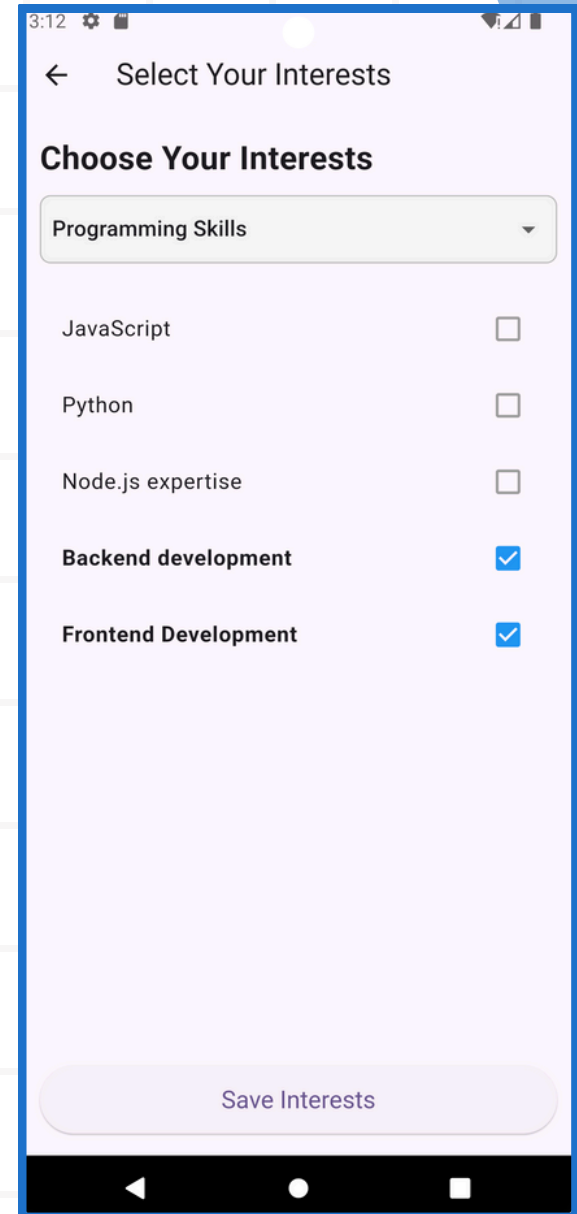 3:12
Select Your Interests
Choose Your Interests
Programming Skills
JavaScript
Python
Node.js expertise
Backend development
Frontend Development
Save Interests